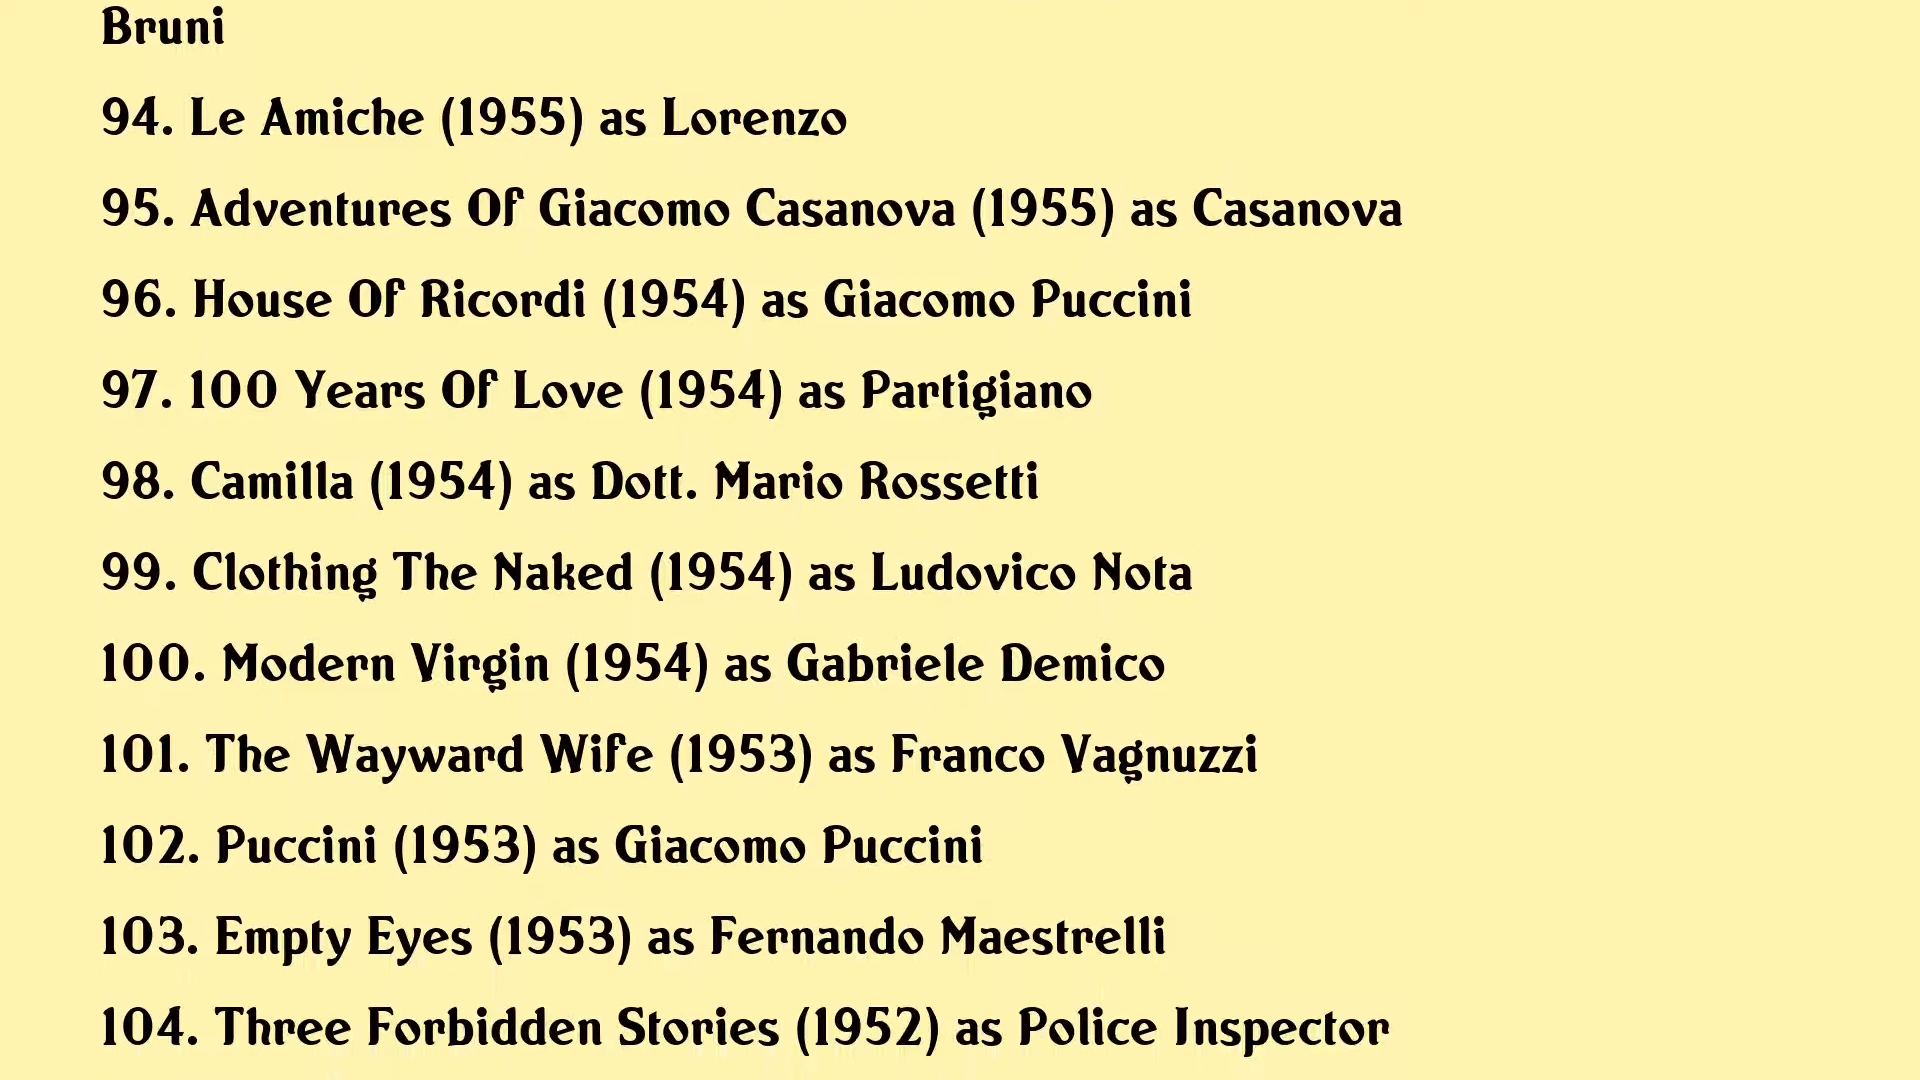 Bruni
94. Le Amiche (1955) as Lorenzo
95. Adventures Of Giacomo Casanova (1955) as Casanova
96. House Of Ricordi (1954) as Giacomo Puccini
97. 100 Years Of Love (1954) as Partigiano
98. Camilla (1954) as Dott. Mario Rossetti
99. Clothing The Naked (1954) as Ludovico Nota
100. Modern Virgin (1954) as Gabriele Demico
101. The Wayward Wife (1953) as Franco Vagnuzzi
102. Puccini (1953) as Giacomo Puccini
103. Empty Eyes (1953) as Fernando Maestrelli
104. Three Forbidden Stories (1952) as Police Inspector